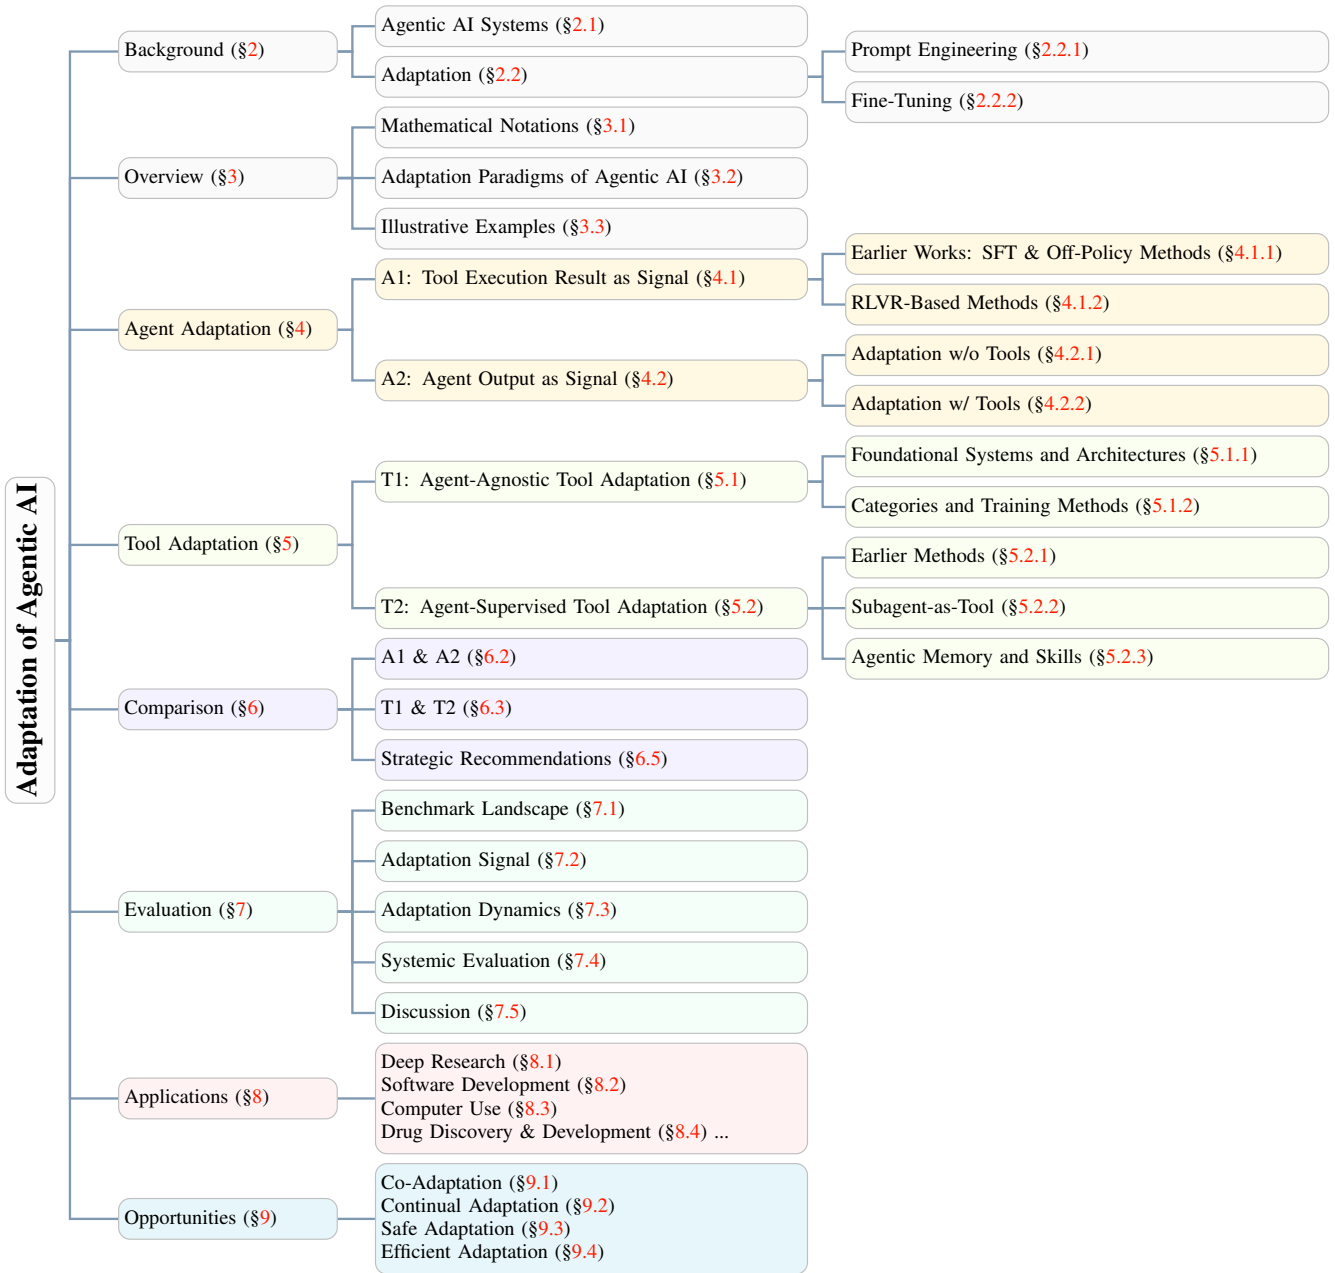 Adaptation of Agentic AI
Background (§2)
Agentic AI Systems (§2.1)
Adaptation (§2.2)
Prompt Engineering (§2.2.1)
Fine-Tuning (§2.2.2)
Overview (§3)
Mathematical Notations (§3.1)
Adaptation Paradigms of Agentic AI (§3.2)
Illustrative Examples (§3.3)
Agent Adaptation (§4)
A1: Tool Execution Result as Signal (§4.1)
Earlier Works: SFT & Off-Policy Methods (§4.1.1)
RLVR-Based Methods (§4.1.2)
A2: Agent Output as Signal (§4.2)
Adaptation w/o Tools (§4.2.1)
Adaptation w/ Tools (§4.2.2)
Tool Adaptation (§5)
T1: Agent-Agnostic Tool Adaptation (§5.1)
Foundational Systems and Architectures (§5.1.1)
Categories and Training Methods (§5.1.2)
T2: Agent-Supervised Tool Adaptation (§5.2)
Earlier Methods (§5.2.1)
Subagent-as-Tool (§5.2.2)
Agentic Memory and Skills (§5.2.3)
Comparison (§6)
A1 & A2 (§6.2)
T1 & T2 (§6.3)
Strategic Recommendations (§6.5)
Evaluation (§7)
Benchmark Landscape (§7.1)
Adaptation Signal (§7.2)
Adaptation Dynamics (§7.3)
Systemic Evaluation (§7.4)
Discussion (§7.5)
Applications (§8)
Deep Research (§8.1)
Software Development (§8.2)
Computer Use (§8.3)
Drug Discovery & Development (§8.4) ...
Opportunities (§9)
Co-Adaptation (§9.1)
Continual Adaptation (§9.2)
Safe Adaptation (§9.3)
Efficient Adaptation (§9.4)